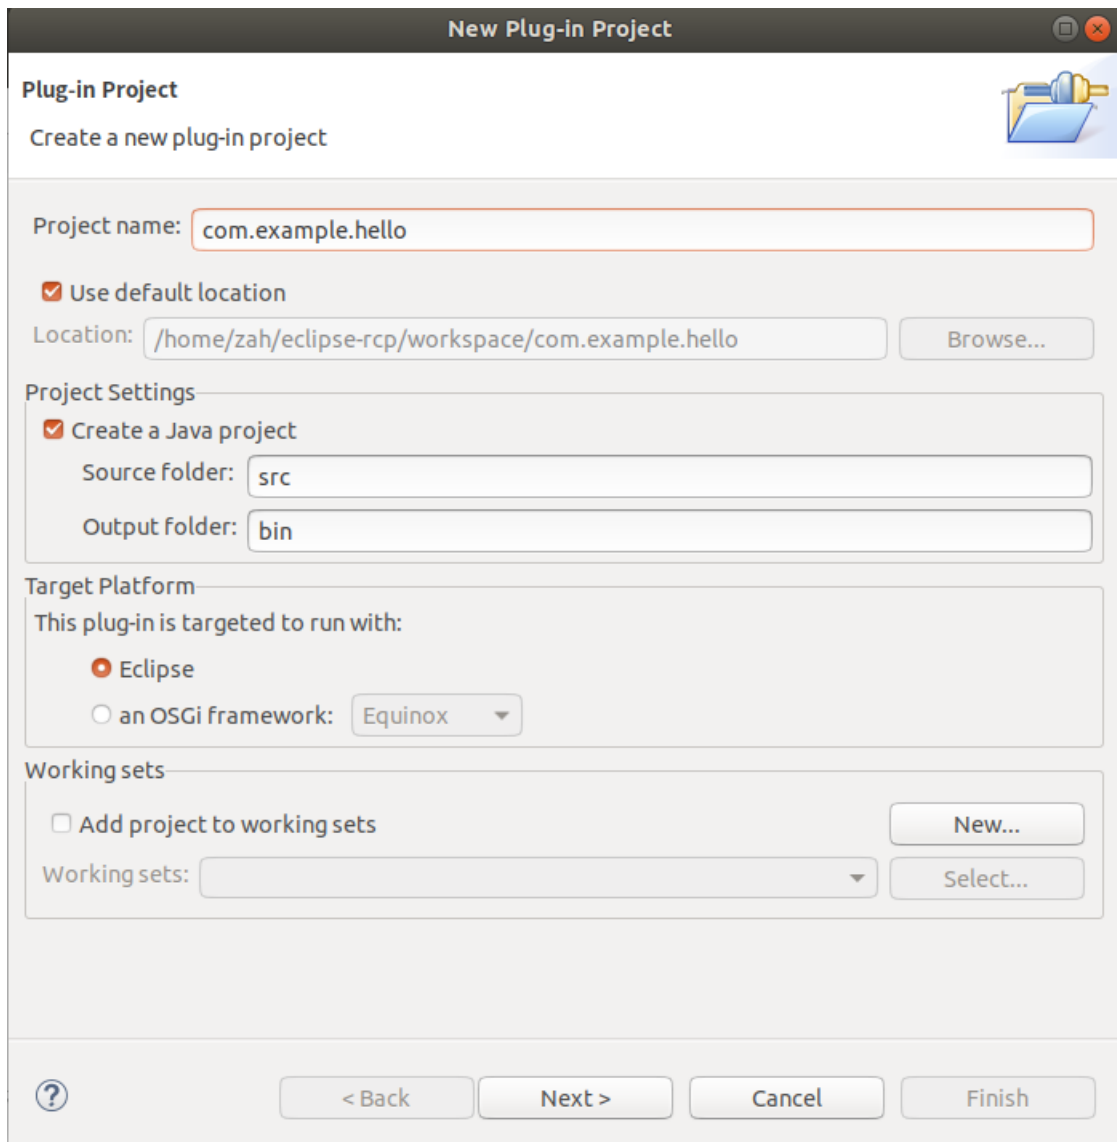 New Plug-in Project
Plug-in Project
Create a new plug-in project
Project name: com.example.hello
Use default location
Location: /home/zah/eclipse-rcp/workspace/com.example.hello Browse...
Project Settings
Create a Java project
Source folder: src
Output folder: bin
Target Platform
This plug-in is targeted to run with:
Eclipse
an OSGi framework: Equinox
Working sets
Add project to working sets New...
Working sets: Select...
? < Back Next > Cancel Finish